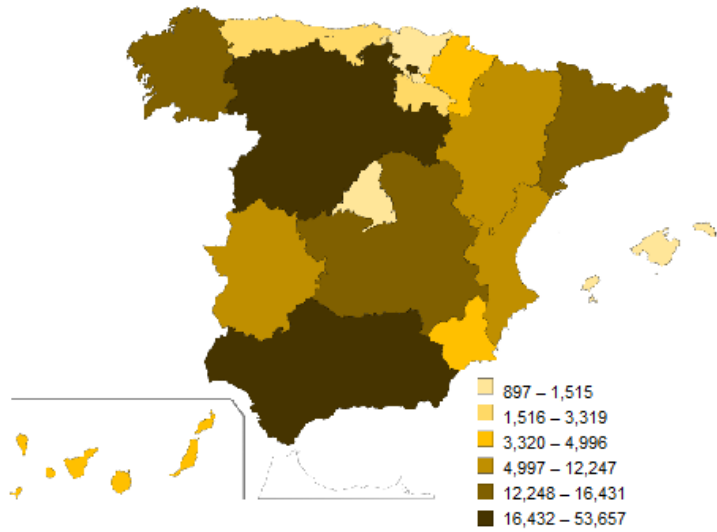 897 – 1,515
1,516 – 3,319
3,320 – 4,996
4,997 – 12,247
12,248 – 16,431
16,432 – 53,657